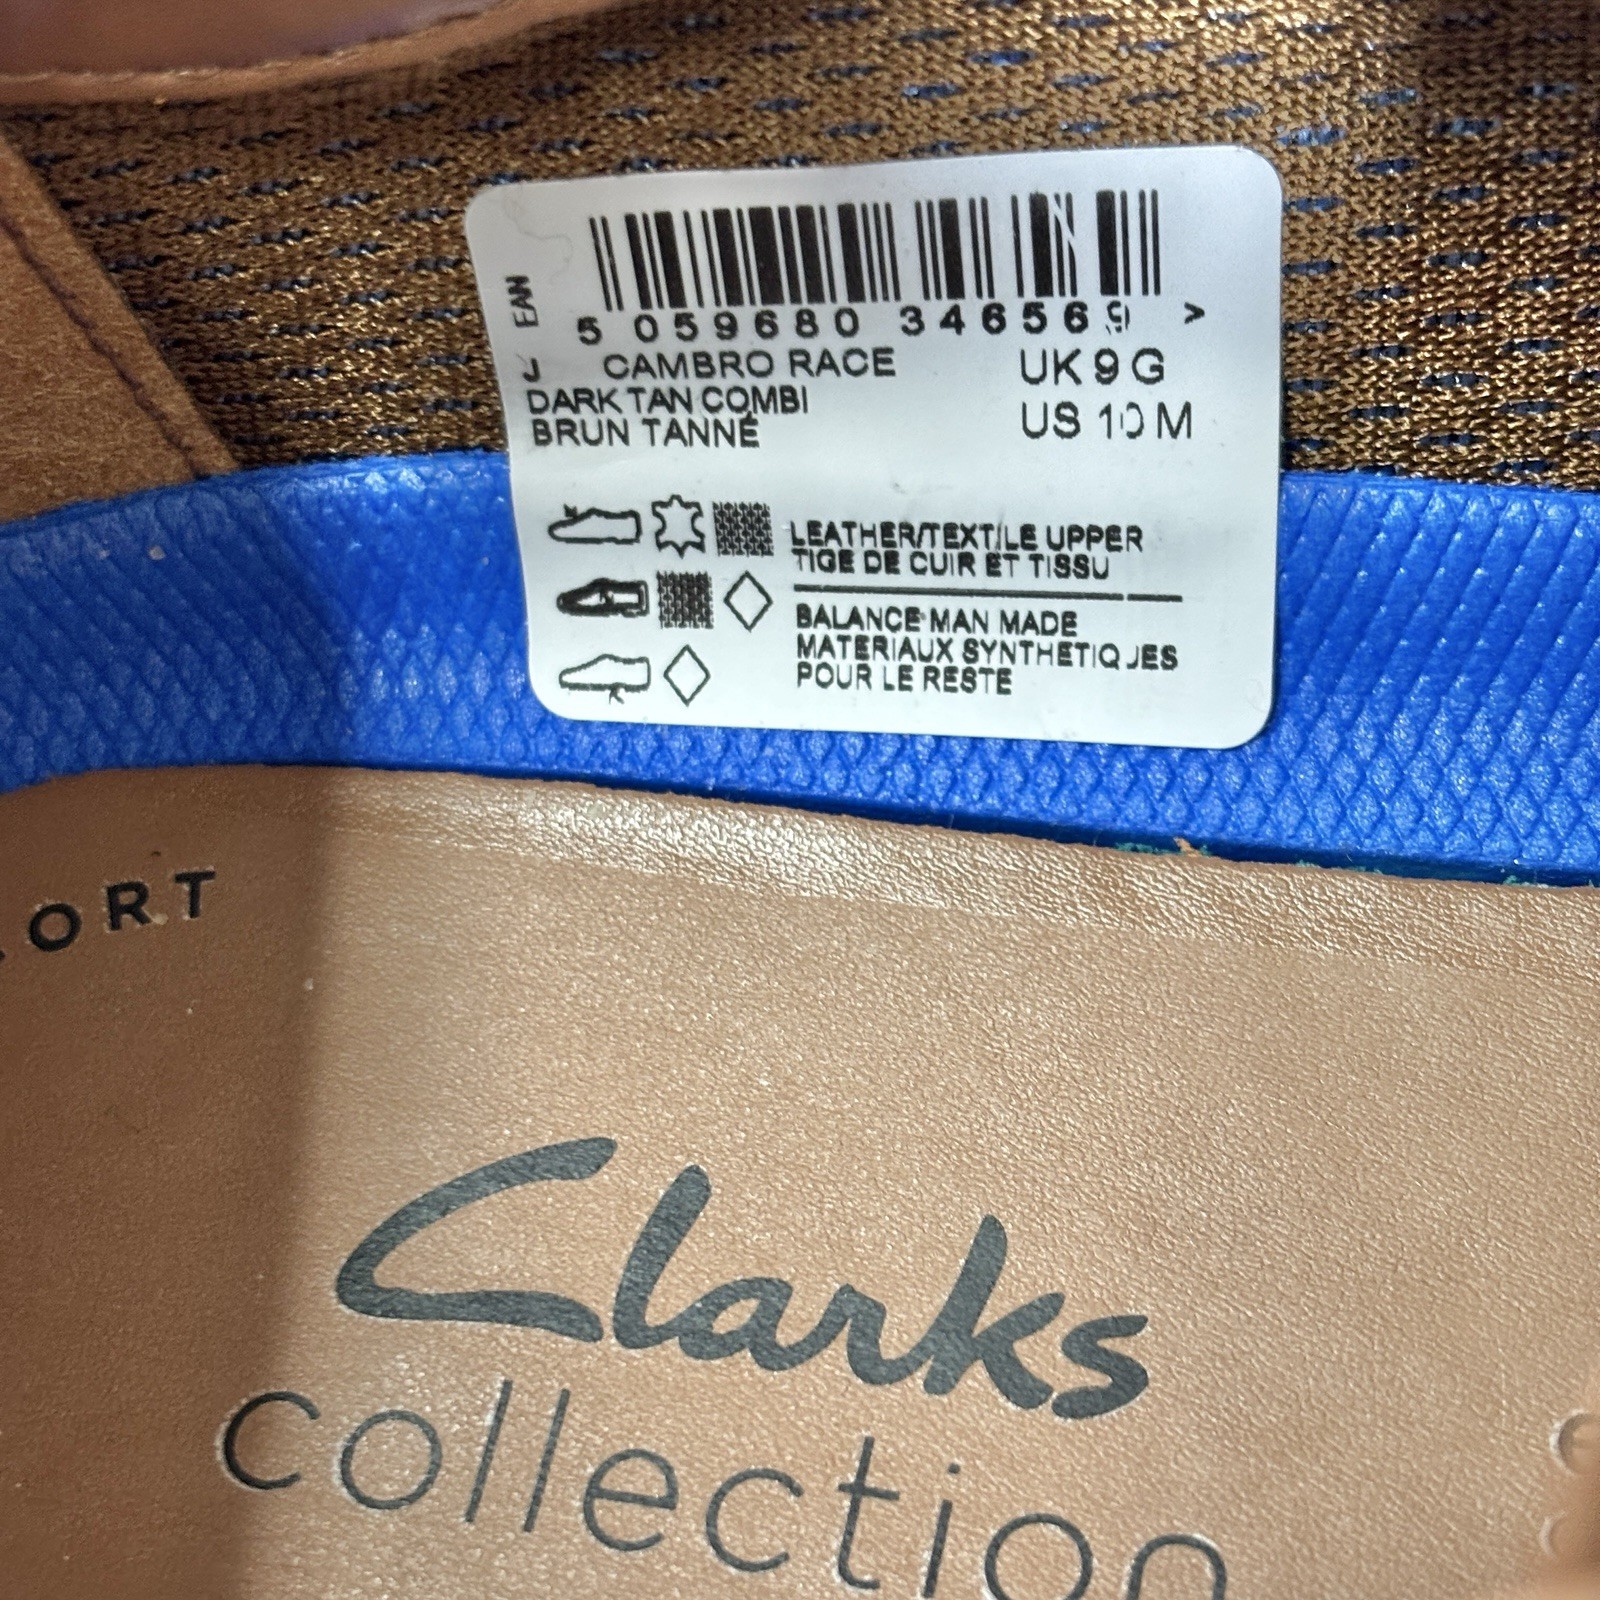 EAN
5 059680 346569 >
J CAMBRO RACE UK 9 G
DARK TAN COMBI
BRUN TANNÉ US 10 M
LEATHER/TEXTILE UPPER
TIGE DE CUIR ET TISSU
BALANCE MAN MADE
MATERIAUX SYNTHETIQUES
POUR LE RESTE
ORT
Clarks
collection